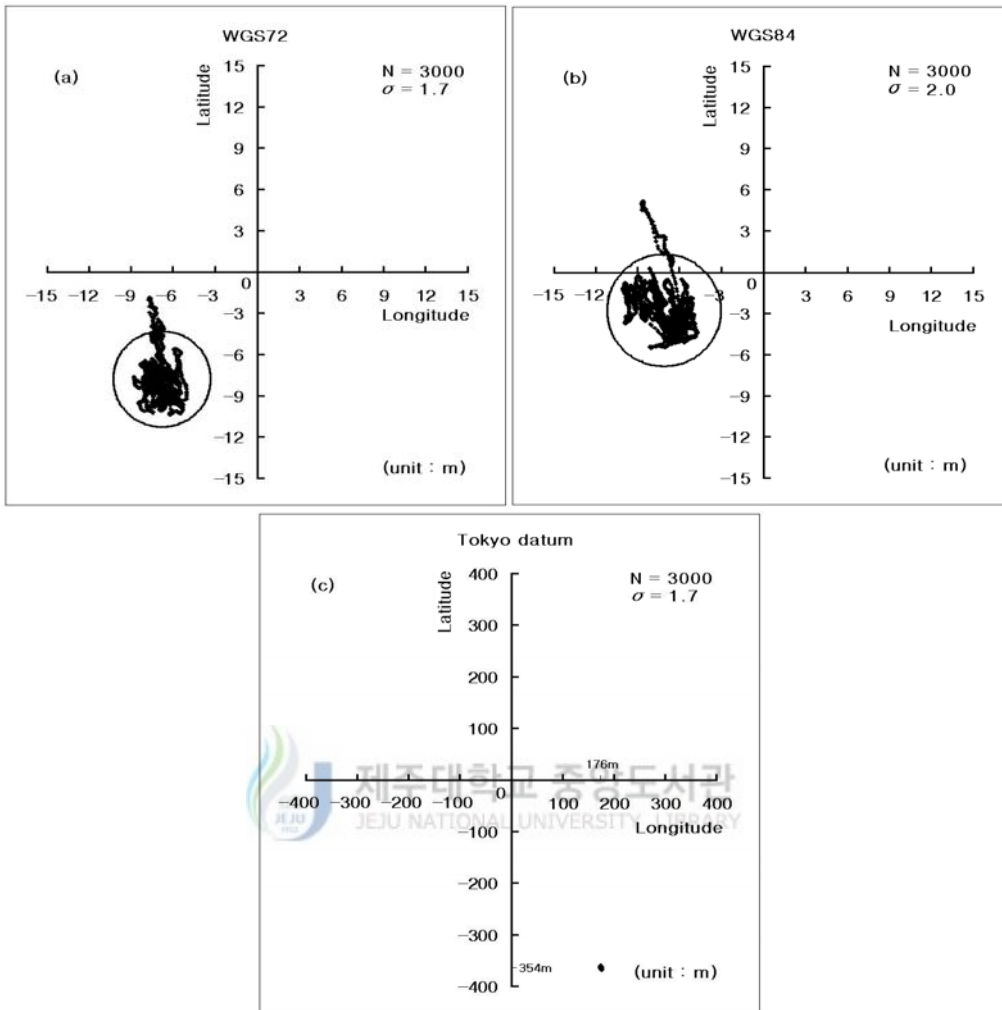 WGS72
(a)
N = 3000
σ = 1.7
Latitude
15
12
9
6
3
0
−3
−6
−9
−12
−15
−15 −12 −9 −6 −3
3 6 9 12 15
Longitude
(unit : m)
WGS84
(b)
N = 3000
σ = 2.0
Latitude
15
12
9
6
3
0
−3
−6
−9
−12
−15
−15 −12 −3
3 6 9 12 15
Longitude
(unit : m)
Tokyo datum
(c)
N = 3000
σ = 1.7
Latitude
400
300
200
100
0
−100
−200
−300
−400
−400 −300 −200 −100
100 200 300 400
176m
Longitude
−354m
(unit : m)
제주대학교 중앙도서관
JEJU NATIONAL UNIVERSITY LIBRARY
JEJU
1952